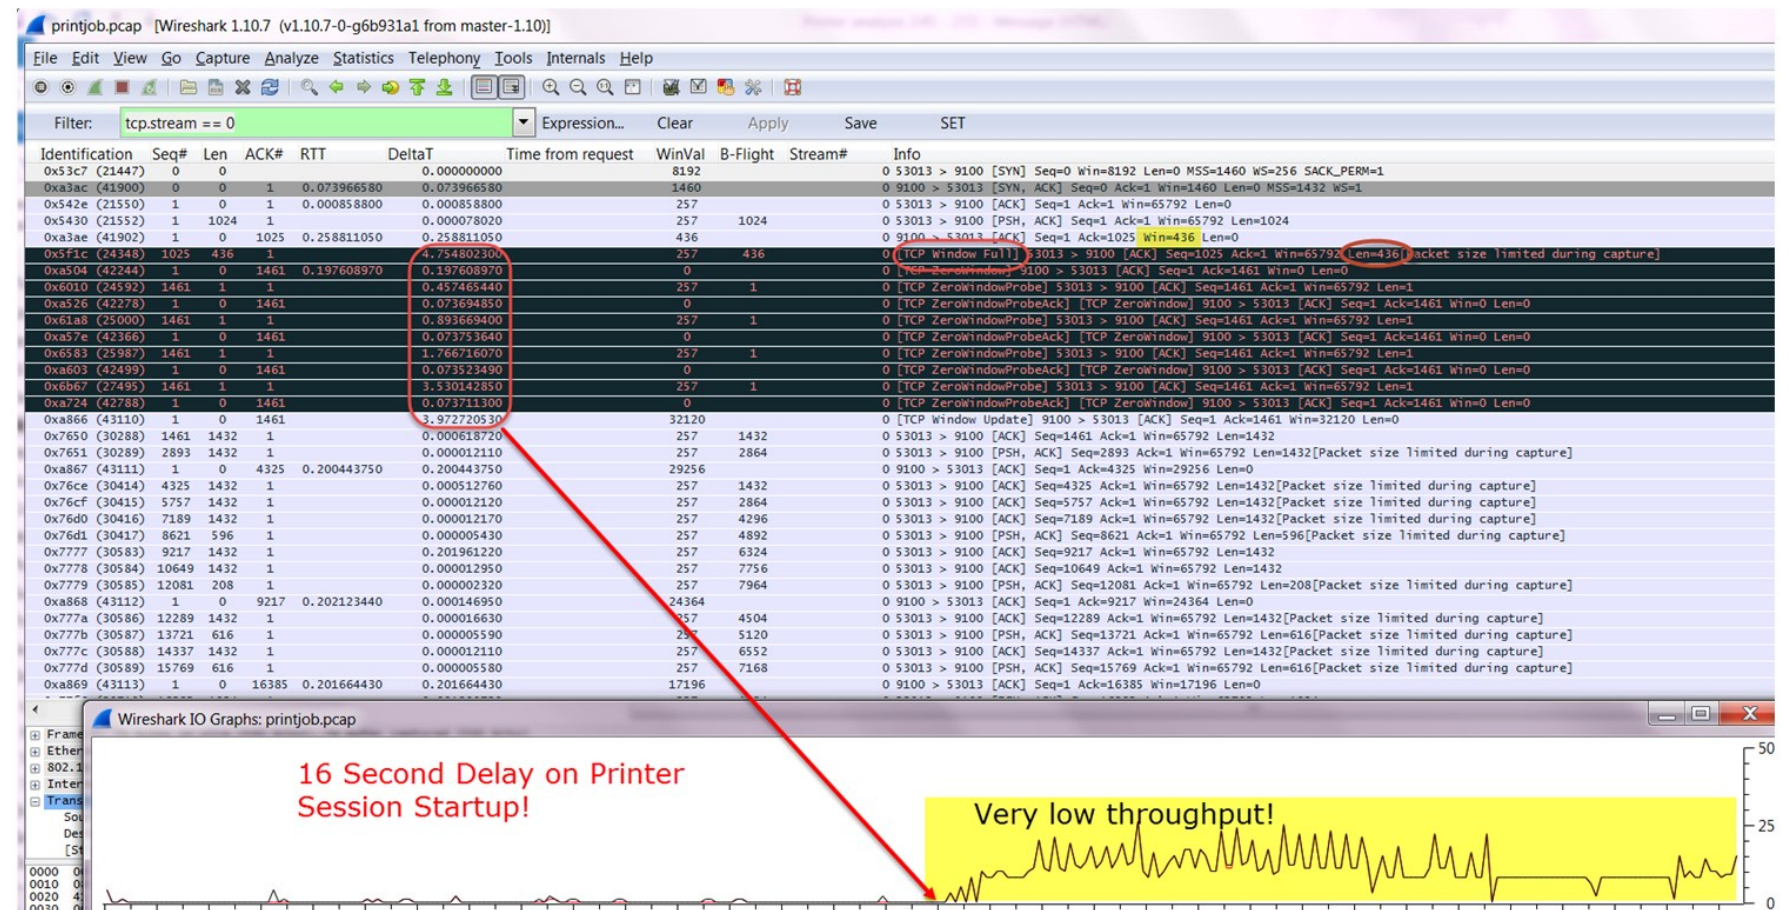 printjob.pcap [Wireshark 1.10.7 (v1.10.7-0-g6b931a1 from master-1.10)]
File Edit View Go Capture Analyze Statistics Telephony Tools Internals Help
Filter: tcp.stream == 0 Expression... Clear Apply Save SET
Identification Seq# Len ACK# RTT DeltaT Time from request WinVal B-Flight Stream# Info
0x53c7 (21447) 0 0 0.000000000 8192 0 53013 > 9100 [SYN] Seq=0 Win=8192 Len=0 MSS=1460 WS=256 SACK_PERM=1
0xa3ac (41900) 0 0 1 0.073966580 0.073966580 1460 0 9100 > 53013 [SYN, ACK] Seq=0 Ack=1 Win=1460 Len=0 MSS=1432 WS=1
0x542e (21550) 1 0 1 0.000858800 0.000858800 257 0 53013 > 9100 [ACK] Seq=1 Ack=1 Win=65792 Len=0
0x5430 (21552) 1 1024 1 0.000078020 257 1024 0 53013 > 9100 [PSH, ACK] Seq=1 Ack=1 Win=65792 Len=1024
0xa3ae (41902) 1 0 1025 0.258811050 0.258811050 436 0 9100 > 53013 [ACK] Seq=1 Ack=1025 Win=436 Len=0
0x5f1c (24348) 1025 436 1 4.754802300 257 436 0 [TCP Window Full] 53013 > 9100 [ACK] Seq=1025 Ack=1 Win=65792 Len=436[Packet size limited during capture]
0xa504 (42244) 1 0 1461 0.197608970 0.197608970 0 0 [TCP ZeroWindow] 9100 > 53013 [ACK] Seq=1 Ack=1461 Win=0 Len=0
0x6010 (24592) 1461 1 1 0.457465440 257 1 0 [TCP ZeroWindowProbe] 53013 > 9100 [ACK] Seq=1461 Ack=1 Win=65792 Len=1
0xa526 (42278) 1 0 1461 0.073694850 0 0 [TCP ZeroWindowProbeAck] [TCP ZeroWindow] 9100 > 53013 [ACK] Seq=1 Ack=1461 Win=0 Len=0
0x61a8 (25000) 1461 1 1 0.893669400 257 1 0 [TCP ZeroWindowProbe] 53013 > 9100 [ACK] Seq=1461 Ack=1 Win=65792 Len=1
0xa57e (42366) 1 0 1461 0.073753640 0 0 [TCP ZeroWindowProbeAck] [TCP ZeroWindow] 9100 > 53013 [ACK] Seq=1 Ack=1461 Win=0 Len=0
0x6583 (25987) 1461 1 1 1.766716070 257 1 0 [TCP ZeroWindowProbe] 53013 > 9100 [ACK] Seq=1461 Ack=1 Win=65792 Len=1
0xa603 (42499) 1 0 1461 0.073523490 0 0 [TCP ZeroWindowProbeAck] [TCP ZeroWindow] 9100 > 53013 [ACK] Seq=1 Ack=1461 Win=0 Len=0
0x6b67 (27495) 1461 1 1 3.530142850 257 1 0 [TCP ZeroWindowProbe] 53013 > 9100 [ACK] Seq=1461 Ack=1 Win=65792 Len=1
0xa724 (42788) 1 0 1461 0.073711300 0 0 [TCP ZeroWindowProbeAck] [TCP ZeroWindow] 9100 > 53013 [ACK] Seq=1 Ack=1461 Win=0 Len=0
0xa866 (43110) 1 0 1461 3.972720530 32120 0 [TCP Window Update] 9100 > 53013 [ACK] Seq=1 Ack=1461 Win=32120 Len=0
0x7650 (30288) 1461 1432 1 0.000618720 257 1432 0 53013 > 9100 [ACK] Seq=1461 Ack=1 Win=65792 Len=1432
0x7651 (30289) 2893 1432 1 0.000012110 257 2864 0 53013 > 9100 [PSH, ACK] Seq=2893 Ack=1 Win=65792 Len=1432[Packet size limited during capture]
0xa867 (43111) 1 0 4325 0.200443750 0.200443750 29256 0 9100 > 53013 [ACK] Seq=1 Ack=4325 Win=29256 Len=0
0x76ce (30414) 4325 1432 1 0.000512760 257 1432 0 53013 > 9100 [ACK] Seq=4325 Ack=1 Win=65792 Len=1432[Packet size limited during capture]
0x76cf (30415) 5757 1432 1 0.000012120 257 2864 0 53013 > 9100 [ACK] Seq=5757 Ack=1 Win=65792 Len=1432[Packet size limited during capture]
0x76d0 (30416) 7189 1432 1 0.000012170 257 4296 0 53013 > 9100 [ACK] Seq=7189 Ack=1 Win=65792 Len=1432[Packet size limited during capture]
0x76d1 (30417) 8621 596 1 0.000005430 257 4892 0 53013 > 9100 [PSH, ACK] Seq=8621 Ack=1 Win=65792 Len=596[Packet size limited during capture]
0x7777 (30583) 9217 1432 1 0.201961220 257 6324 0 53013 > 9100 [ACK] Seq=9217 Ack=1 Win=65792 Len=1432
0x7778 (30584) 10649 1432 1 0.000012950 257 7756 0 53013 > 9100 [ACK] Seq=10649 Ack=1 Win=65792 Len=1432
0x7779 (30585) 12081 208 1 0.000002320 257 7964 0 53013 > 9100 [PSH, ACK] Seq=12081 Ack=1 Win=65792 Len=208[Packet size limited during capture]
0xa868 (43112) 1 0 9217 0.202123440 0.000146950 24364 0 9100 > 53013 [ACK] Seq=1 Ack=9217 Win=24364 Len=0
0x777a (30586) 12289 1432 1 0.000016630 257 4504 0 53013 > 9100 [ACK] Seq=12289 Ack=1 Win=65792 Len=1432[Packet size limited during capture]
0x777b (30587) 13721 616 1 0.000005590 257 5120 0 53013 > 9100 [PSH, ACK] Seq=13721 Ack=1 Win=65792 Len=616[Packet size limited during capture]
0x777c (30588) 14337 1432 1 0.000012110 257 6552 0 53013 > 9100 [ACK] Seq=14337 Ack=1 Win=65792 Len=1432[Packet size limited during capture]
0x777d (30589) 15769 616 1 0.000005580 257 7168 0 53013 > 9100 [PSH, ACK] Seq=15769 Ack=1 Win=65792 Len=616[Packet size limited during capture]
0xa869 (43113) 1 0 16385 0.201664430 0.201664430 17196 0 9100 > 53013 [ACK] Seq=1 Ack=16385 Win=17196 Len=0
Wireshark IO Graphs: printjob.pcap
Frame
Ether
802.1
Inter
Trans
Sou
Des
[St
0000
0010
0020
0030
16 Second Delay on Printer
Session Startup!
Very low throughput!
50
25
0